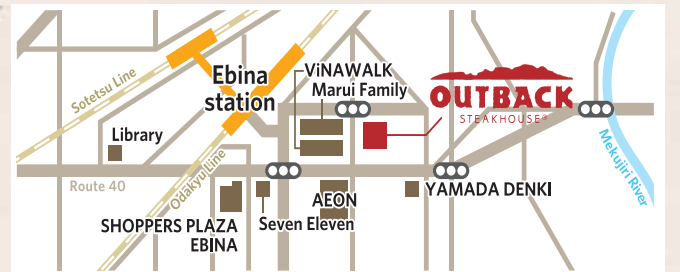 Sotetsu Line
Ebina
station
ViNAWALK
Marui Family
OUTBACK
STEAKHOUSE®
Library
Odakyu Line
Mekujiri River
Route 40
AEON
YAMADA DENKI
SHOPPERS PLAZA
EBINA
Seven Eleven